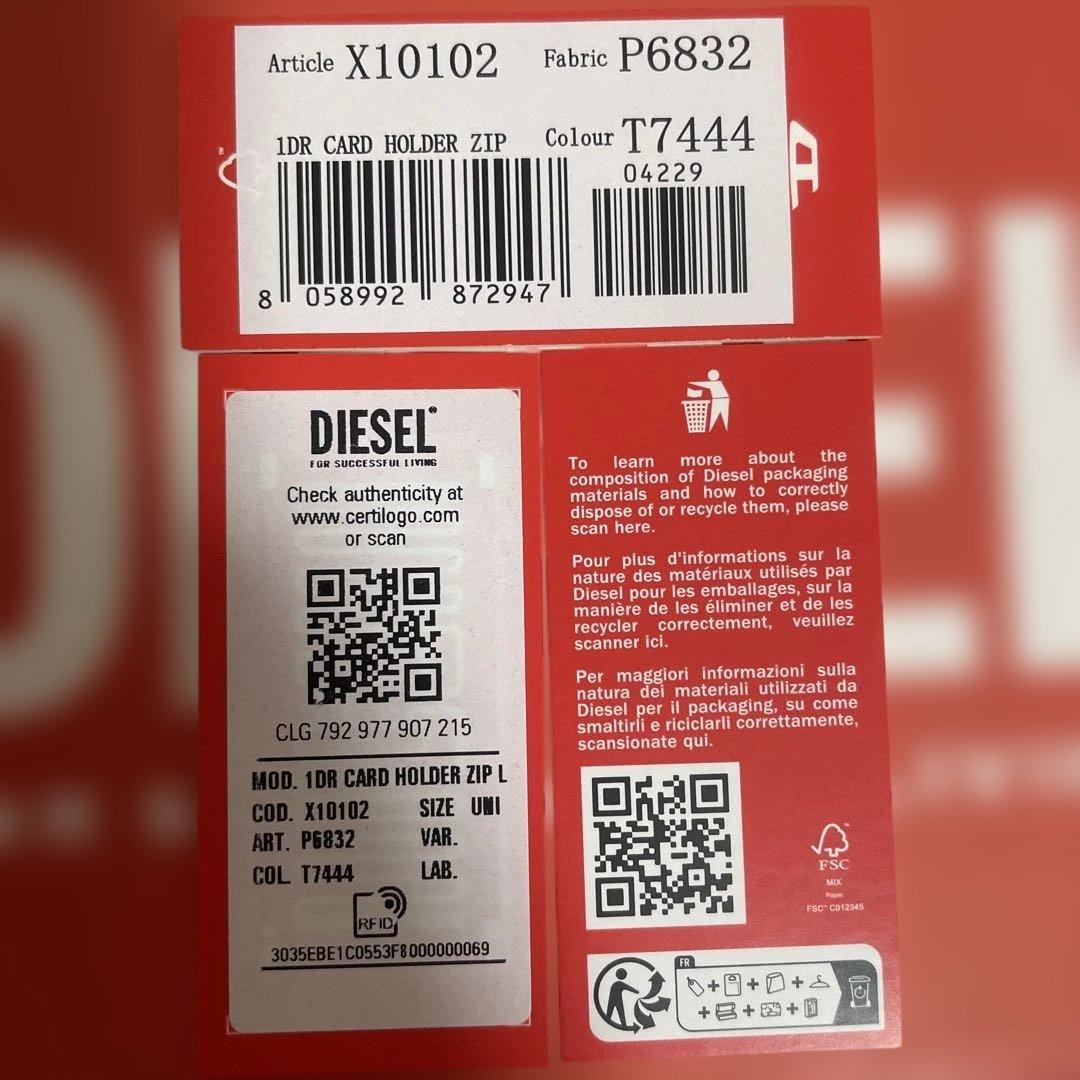 Article X10102 Fabric P6832
1DR CARD HOLDER ZIP Colour T7444
04229
8 058992 872947
DIESEL®
FOR SUCCESSFUL LIVING
Check authenticity at
www.certilogo.com
or scan
CLG 792 977 907 215
MOD. 1DR CARD HOLDER ZIP L
COD. X10102 SIZE UNI
ART. P6832 VAR.
COL. T7444 LAB.
RFID
3035EBE1C0553F8000000069
To learn more about the
composition of Diesel packaging
materials and how to correctly
dispose of or recycle them, please
scan here.
Pour plus d'informations sur la
nature des matériaux utilisés par
Diesel pour les emballages, sur la
manière de les éliminer et de les
recycler correctement, veuillez
scanner ici.
Per maggiori informazioni sulla
natura dei materiali utilizzati da
Diesel per il packaging, su come
smaltirli e riciclarli correttamente,
scansionate qui.
FSC
MIX
Paper
FSC™ C012345
FR